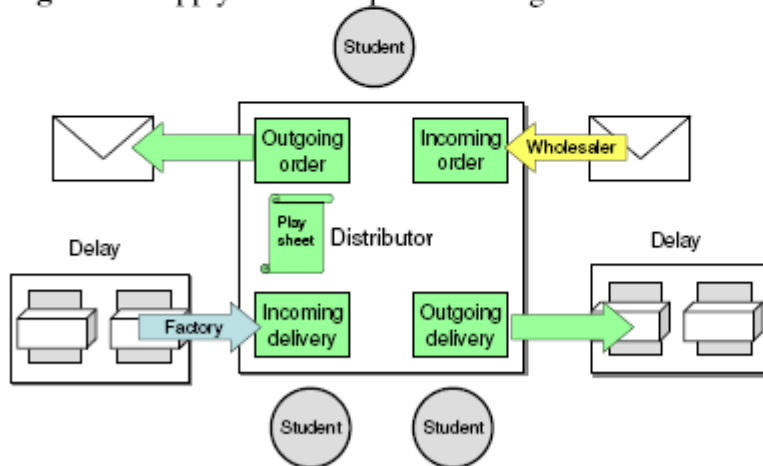 Student
Outgoing
order
Incoming
order
Wholesaler
Play
sheet
Distributor
Delay
Delay
Factory
Incoming
delivery
Outgoing
delivery
Student
Student